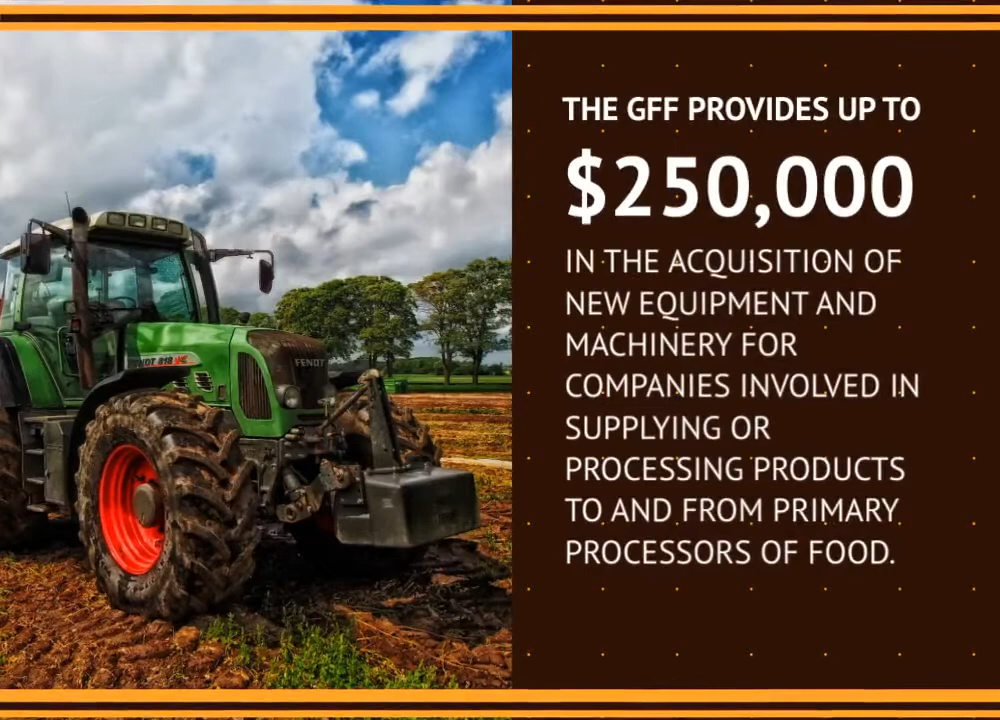 THE GFF PROVIDES UP TO
$250,000
IN THE ACQUISITION OF
NEW EQUIPMENT AND
MACHINERY FOR
COMPANIES INVOLVED IN
SUPPLYING OR
PROCESSING PRODUCTS
TO AND FROM PRIMARY
PROCESSORS OF FOOD.
FENDT
818